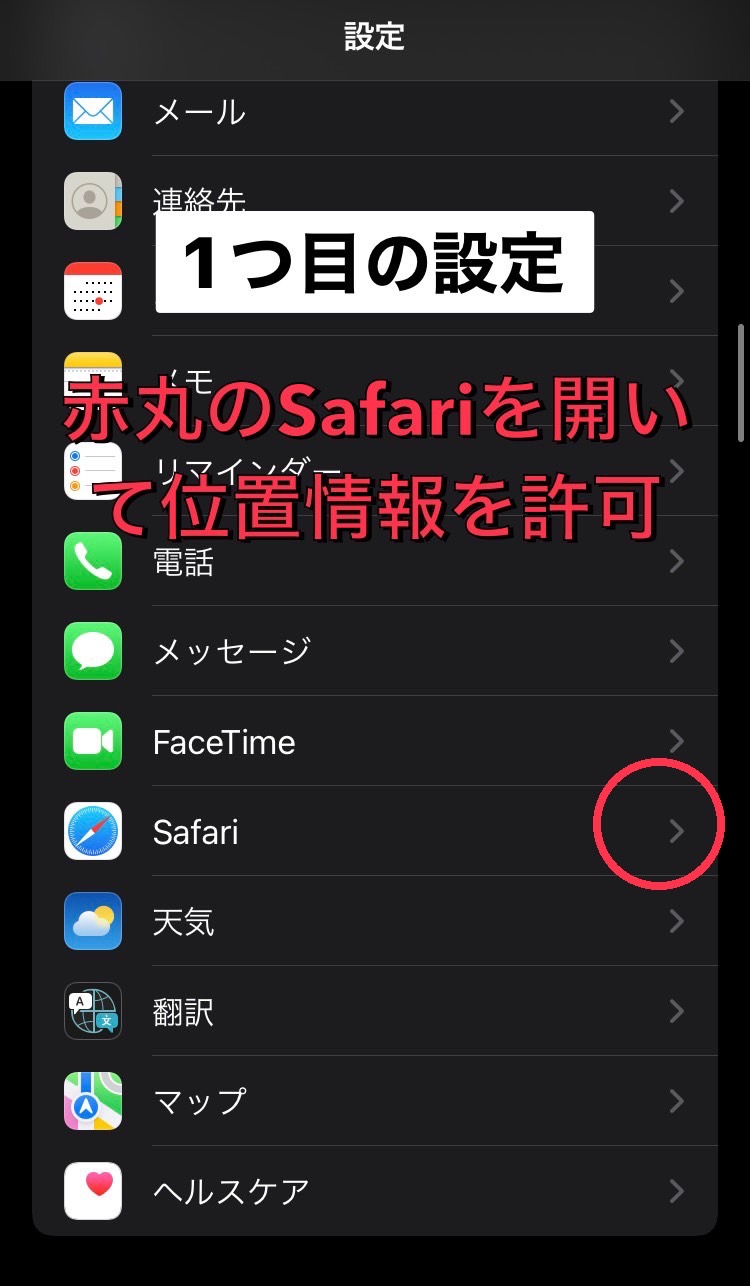 設定
メール
連絡先
1つ目の設定
メモ
赤丸のSafariを開い
リマインダー
て位置情報を許可
電話
メッセージ
FaceTime
Safari
天気
翻訳
マップ
ヘルスケア